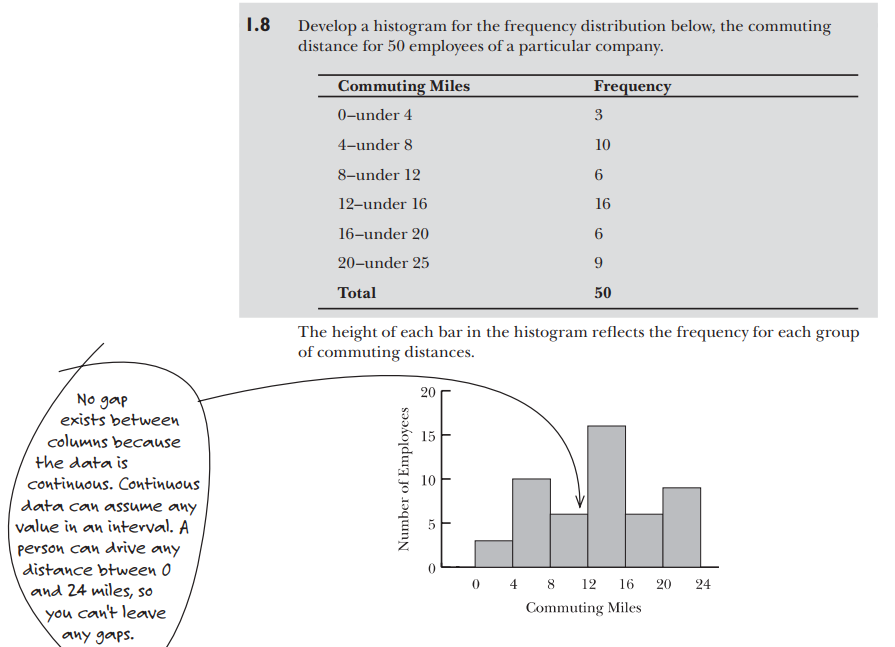 1.8 Develop a histogram for the frequency distribution below, the commuting
distance for 50 employees of a particular company.
Commuting Miles Frequency
0–under 4 3
4–under 8 10
8–under 12 6
12–under 16 16
16–under 20 6
20–under 25 9
Total 50
The height of each bar in the histogram reflects the frequency for each group
of commuting distances.
No gap
exists between
columns because
the data is
continuous. Continuous
data can assume any
value in an interval. A
person can drive any
distance btween 0
and 24 miles, so
you can't leave
any gaps.
Number of Employees
20
15
10
5
0
0 4 8 12 16 20 24
Commuting Miles